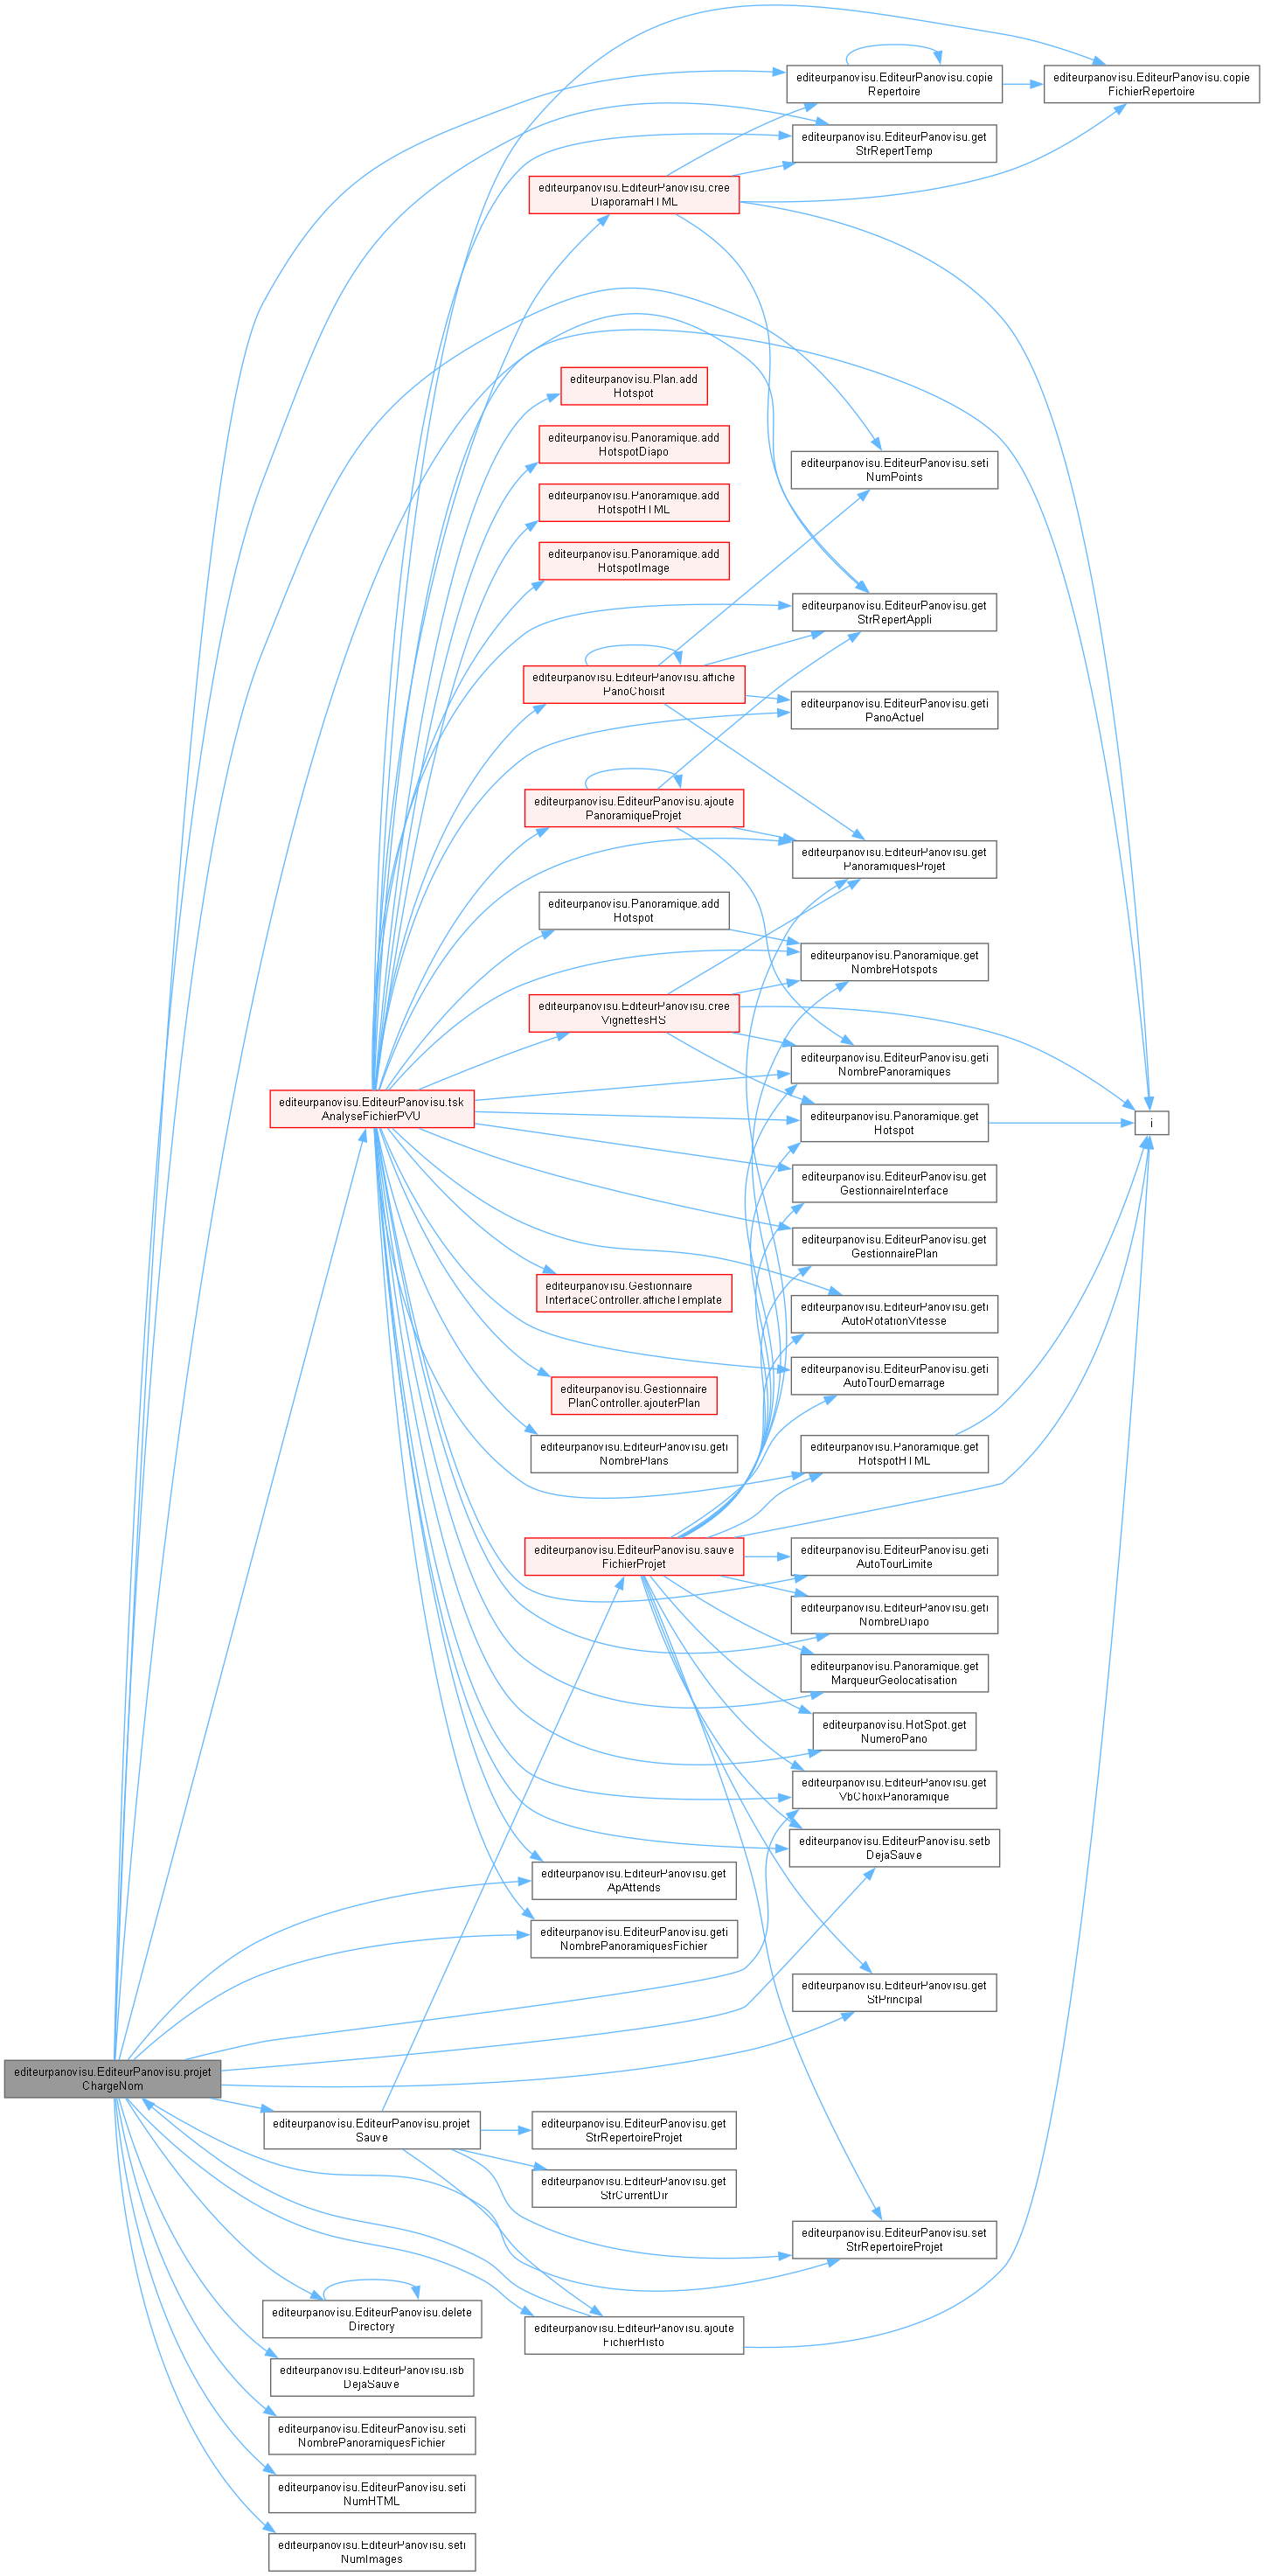 editeurpanovisu.EditeurPanovisu.copie
Repertoire
editeurpanovisu.EditeurPanovisu.copie
FichierRepertoire
editeurpanovisu.EditeurPanovisu.get
StrRepertTemp
editeurpanovisu.EditeurPanovisu.cree
DiaporamaHTML
editeurpanovisu.Plan.add
Hotspot
editeurpanovisu.Panoramique.add
HotspotDiapo
editeurpanovisu.EditeurPanovisu.seti
NumPoints
editeurpanovisu.Panoramique.add
HotspotHTML
editeurpanovisu.Panoramique.add
HotspotImage
editeurpanovisu.EditeurPanovisu.get
StrRepertAppli
editeurpanovisu.EditeurPanovisu.affiche
PanoChoisit
editeurpanovisu.EditeurPanovisu.geti
PanoActuel
editeurpanovisu.EditeurPanovisu.ajoute
PanoramiqueProjet
editeurpanovisu.EditeurPanovisu.get
PanoramiquesProjet
editeurpanovisu.Panoramique.add
Hotspot
editeurpanovisu.Panoramique.get
NombreHotspots
editeurpanovisu.EditeurPanovisu.cree
VignettesHS
editeurpanovisu.EditeurPanovisu.geti
NombrePanoramiques
editeurpanovisu.EditeurPanovisu.tsk
AnalyseFichierPVU
editeurpanovisu.Panoramique.get
Hotspot
i
editeurpanovisu.EditeurPanovisu.get
GestionnaireInterface
editeurpanovisu.EditeurPanovisu.get
GestionnairePlan
editeurpanovisu.Gestionnaire
InterfaceController.afficheTemplate
editeurpanovisu.EditeurPanovisu.geti
AutoRotationVitesse
editeurpanovisu.EditeurPanovisu.geti
AutoTourDemarrage
editeurpanovisu.Gestionnaire
PlanController.ajouterPlan
editeurpanovisu.EditeurPanovisu.geti
NombrePlans
editeurpanovisu.Panoramique.get
HotspotHTML
editeurpanovisu.EditeurPanovisu.sauve
FichierProjet
editeurpanovisu.EditeurPanovisu.geti
AutoTourLimite
editeurpanovisu.EditeurPanovisu.geti
NombreDiapo
editeurpanovisu.Panoramique.get
MarqueurGeolocatisation
editeurpanovisu.HotSpot.get
NumeroPano
editeurpanovisu.EditeurPanovisu.get
VbChoixPanoramique
editeurpanovisu.EditeurPanovisu.setb
DejaSauve
editeurpanovisu.EditeurPanovisu.get
ApAttends
editeurpanovisu.EditeurPanovisu.geti
NombrePanoramiquesFichier
editeurpanovisu.EditeurPanovisu.get
StPrincipal
editeurpanovisu.EditeurPanovisu.projet
ChargeNom
editeurpanovisu.EditeurPanovisu.projet
Sauve
editeurpanovisu.EditeurPanovisu.get
StrRepertoireProjet
editeurpanovisu.EditeurPanovisu.get
StrCurrentDir
editeurpanovisu.EditeurPanovisu.set
StrRepertoireProjet
editeurpanovisu.EditeurPanovisu.delete
Directory
editeurpanovisu.EditeurPanovisu.ajoute
FichierHisto
editeurpanovisu.EditeurPanovisu.isb
DejaSauve
editeurpanovisu.EditeurPanovisu.seti
NombrePanoramiquesFichier
editeurpanovisu.EditeurPanovisu.seti
NumHTML
editeurpanovisu.EditeurPanovisu.seti
NumImages